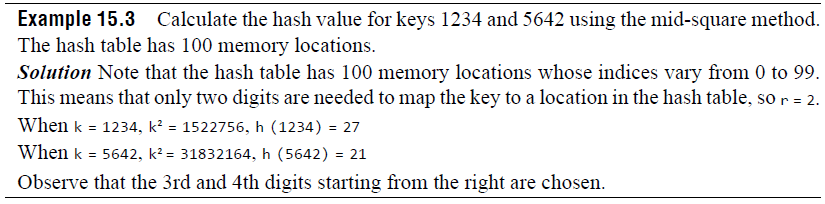 Example 15.3 Calculate the hash value for keys 1234 and 5642 using the mid-square method.
The hash table has 100 memory locations.
Solution Note that the hash table has 100 memory locations whose indices vary from 0 to 99.
This means that only two digits are needed to map the key to a location in the hash table, so r = 2.
When k = 1234, k² = 1522756, h (1234) = 27
When k = 5642, k² = 31832164, h (5642) = 21
Observe that the 3rd and 4th digits starting from the right are chosen.